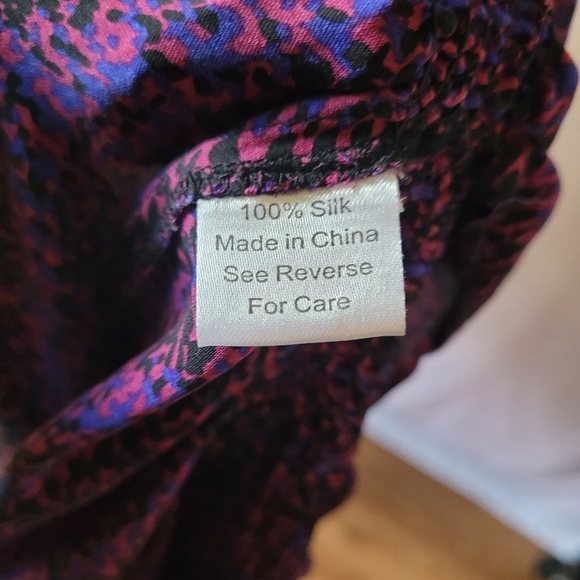 100% Silk
Made in China
See Reverse
For Care